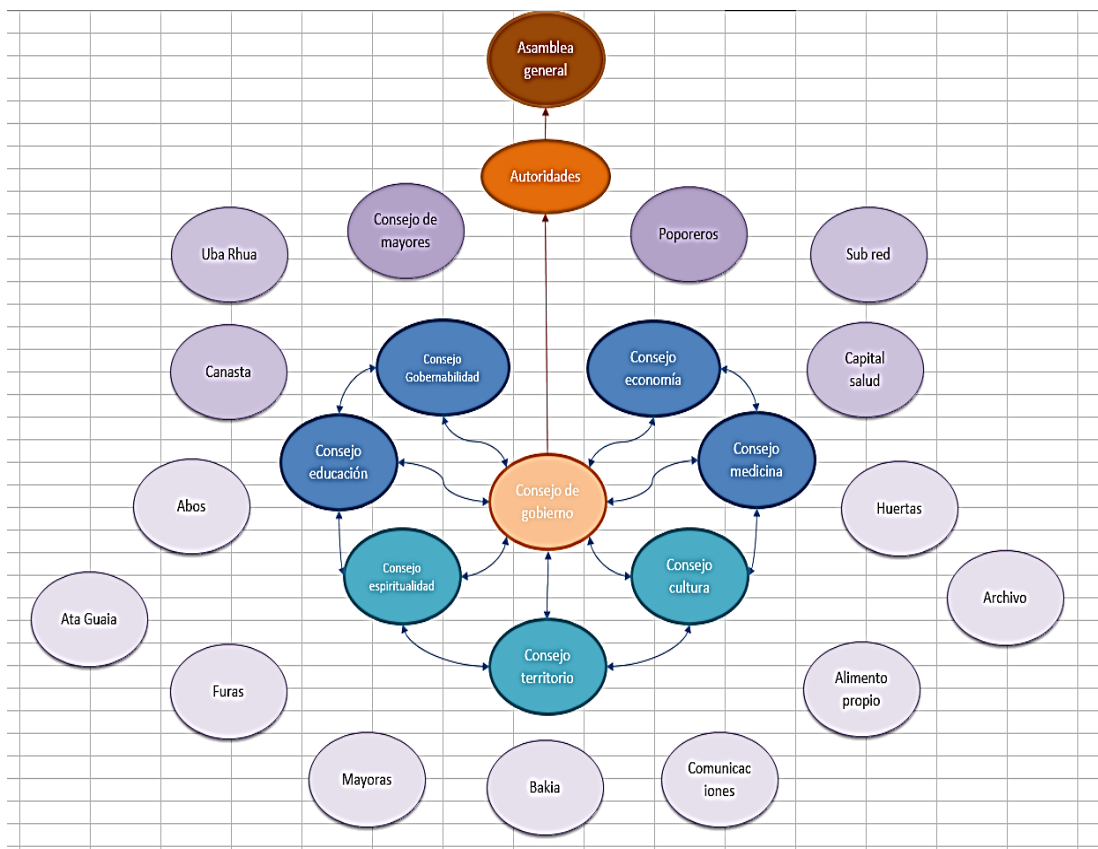 Asamblea
general
Autoridades
Consejo de
mayores
Poporeros
Uba Rhua
Sub red
Consejo
Gobernabilidad
Consejo
economía
Canasta
Capital
salud
Consejo
educación
Consejo
medicina
Consejo de
gobierno
Abos
Huertas
Consejo
espiritualidad
Consejo
cultura
Ata Guaia
Archivo
Consejo
territorio
Furas
Alimento
propio
Mayoras
Bakia
Comunicac
iones